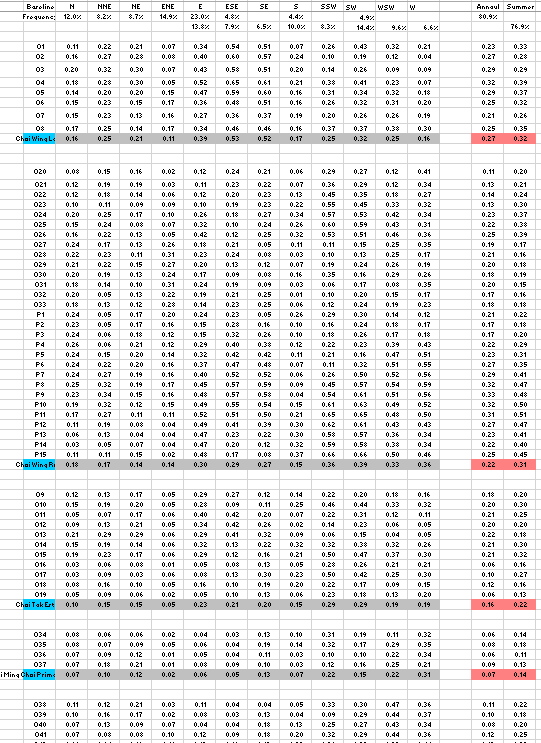 Baseline N NNE NE ENE E ESE SE S SSW SW WSW W Annaul Summer
12.0% 8.2% 8.7% 14.9% 23.0% 4.8% 4.4% 4.9% 80.9%
13.8% 7.9% 6.5% 10.0% 8.3% 14.4% 9.6% 6.6% 76.9%
O1 0.11 0.22 0.21 0.07 0.34 0.54 0.51 0.07 0.26 0.43 0.32 0.21 0.23 0.33
O2 0.16 0.27 0.28 0.08 0.40 0.60 0.57 0.24 0.10 0.19 0.12 0.04 0.27 0.28
O3 0.20 0.32 0.30 0.07 0.43 0.58 0.51 0.20 0.14 0.26 0.09 0.09 0.29 0.29
O4 0.18 0.28 0.30 0.05 0.52 0.65 0.61 0.21 0.38 0.41 0.23 0.07 0.32 0.39
O5 0.14 0.20 0.20 0.15 0.47 0.59 0.60 0.16 0.31 0.34 0.32 0.18 0.29 0.37
O6 0.15 0.23 0.15 0.17 0.36 0.48 0.51 0.16 0.26 0.32 0.31 0.20 0.25 0.32
O7 0.15 0.23 0.13 0.16 0.27 0.36 0.37 0.19 0.20 0.26 0.26 0.19 0.21 0.26
O8 0.17 0.25 0.14 0.17 0.34 0.46 0.46 0.16 0.37 0.37 0.38 0.30 0.25 0.35
0.16 0.25 0.21 0.11 0.39 0.53 0.52 0.17 0.25 0.32 0.25 0.16 0.27 0.32
O20 0.08 0.15 0.16 0.02 0.12 0.24 0.21 0.06 0.29 0.27 0.12 0.41 0.11 0.20
O21 0.12 0.19 0.19 0.03 0.11 0.23 0.22 0.07 0.36 0.29 0.12 0.34 0.13 0.21
O22 0.12 0.18 0.14 0.06 0.12 0.20 0.23 0.13 0.45 0.35 0.18 0.27 0.14 0.24
O23 0.10 0.11 0.09 0.09 0.10 0.19 0.23 0.22 0.55 0.45 0.33 0.32 0.13 0.30
O24 0.20 0.25 0.17 0.10 0.26 0.18 0.27 0.34 0.57 0.53 0.42 0.34 0.23 0.37
O25 0.15 0.24 0.08 0.07 0.32 0.10 0.24 0.26 0.60 0.59 0.43 0.31 0.22 0.38
O26 0.16 0.22 0.13 0.05 0.42 0.12 0.25 0.32 0.53 0.51 0.46 0.36 0.25 0.39
O27 0.24 0.17 0.13 0.26 0.18 0.21 0.05 0.11 0.11 0.15 0.25 0.35 0.19 0.17
O28 0.22 0.23 0.11 0.31 0.23 0.24 0.08 0.03 0.10 0.13 0.25 0.17 0.21 0.16
O29 0.21 0.22 0.15 0.27 0.20 0.13 0.12 0.07 0.19 0.24 0.26 0.19 0.20 0.18
O30 0.20 0.19 0.13 0.24 0.17 0.09 0.08 0.16 0.35 0.16 0.29 0.26 0.18 0.19
O31 0.18 0.14 0.10 0.31 0.24 0.19 0.09 0.03 0.06 0.17 0.08 0.35 0.20 0.15
O32 0.20 0.05 0.13 0.22 0.19 0.21 0.25 0.01 0.10 0.20 0.15 0.17 0.17 0.16
O33 0.18 0.13 0.12 0.28 0.14 0.23 0.25 0.06 0.12 0.24 0.19 0.23 0.18 0.18
P1 0.24 0.05 0.17 0.20 0.24 0.23 0.05 0.26 0.29 0.30 0.14 0.12 0.21 0.22
P2 0.23 0.05 0.17 0.16 0.15 0.28 0.16 0.10 0.16 0.24 0.18 0.17 0.17 0.18
P3 0.24 0.06 0.18 0.12 0.15 0.32 0.26 0.10 0.18 0.26 0.17 0.18 0.17 0.20
P4 0.26 0.06 0.21 0.12 0.29 0.40 0.38 0.12 0.22 0.23 0.39 0.43 0.22 0.29
P5 0.24 0.15 0.20 0.14 0.32 0.42 0.42 0.11 0.21 0.16 0.47 0.51 0.23 0.31
P6 0.24 0.22 0.20 0.16 0.37 0.47 0.48 0.07 0.11 0.32 0.51 0.55 0.27 0.35
P7 0.24 0.27 0.19 0.16 0.40 0.52 0.52 0.06 0.26 0.50 0.52 0.56 0.29 0.41
P8 0.25 0.32 0.19 0.17 0.45 0.57 0.59 0.09 0.45 0.57 0.54 0.59 0.32 0.47
P9 0.23 0.34 0.15 0.16 0.48 0.57 0.58 0.04 0.54 0.61 0.51 0.56 0.33 0.48
P10 0.19 0.32 0.12 0.15 0.49 0.55 0.54 0.15 0.61 0.63 0.49 0.52 0.32 0.50
P11 0.17 0.27 0.11 0.11 0.52 0.51 0.50 0.21 0.65 0.65 0.48 0.50 0.31 0.51
P12 0.11 0.19 0.08 0.04 0.49 0.41 0.39 0.30 0.62 0.61 0.43 0.43 0.27 0.47
P13 0.06 0.13 0.04 0.04 0.47 0.23 0.22 0.30 0.58 0.57 0.36 0.34 0.23 0.41
P14 0.03 0.05 0.07 0.04 0.47 0.20 0.12 0.32 0.59 0.58 0.38 0.34 0.22 0.40
P15 0.11 0.11 0.15 0.02 0.48 0.17 0.08 0.37 0.66 0.66 0.50 0.46 0.25 0.45
0.18 0.17 0.14 0.14 0.30 0.29 0.27 0.15 0.36 0.39 0.33 0.36 0.22 0.31
O9 0.12 0.13 0.17 0.05 0.29 0.27 0.12 0.14 0.22 0.20 0.18 0.16 0.18 0.20
O10 0.15 0.19 0.20 0.05 0.29 0.09 0.11 0.25 0.46 0.44 0.33 0.32 0.20 0.30
O11 0.05 0.07 0.17 0.06 0.40 0.42 0.20 0.07 0.22 0.31 0.12 0.11 0.21 0.25
O12 0.09 0.13 0.21 0.05 0.34 0.42 0.26 0.02 0.14 0.23 0.06 0.05 0.20 0.20
O13 0.21 0.29 0.29 0.06 0.29 0.41 0.32 0.09 0.06 0.15 0.04 0.05 0.22 0.18
O14 0.15 0.19 0.14 0.06 0.32 0.13 0.22 0.32 0.32 0.38 0.32 0.26 0.21 0.30
O15 0.19 0.23 0.17 0.06 0.29 0.12 0.16 0.21 0.50 0.47 0.37 0.30 0.21 0.32
O16 0.03 0.06 0.08 0.01 0.05 0.08 0.13 0.05 0.28 0.26 0.21 0.21 0.06 0.16
O17 0.03 0.06 0.07 0.03 0.08 0.13 0.30 0.23 0.50 0.42 0.25 0.30 0.10 0.27
O18 0.08 0.16 0.10 0.05 0.16 0.10 0.19 0.20 0.22 0.17 0.09 0.15 0.12 0.16
O19 0.05 0.09 0.06 0.02 0.05 0.06 0.13 0.06 0.23 0.18 0.13 0.20 0.06 0.13
0.10 0.15 0.15 0.05 0.23 0.21 0.20 0.15 0.29 0.29 0.19 0.19 0.16 0.22
O34 0.08 0.06 0.06 0.02 0.04 0.03 0.13 0.10 0.31 0.19 0.11 0.32 0.06 0.14
O35 0.08 0.07 0.09 0.05 0.06 0.04 0.19 0.14 0.32 0.17 0.29 0.35 0.08 0.18
O36 0.06 0.09 0.12 0.01 0.05 0.04 0.11 0.03 0.10 0.10 0.22 0.34 0.06 0.11
O37 0.07 0.18 0.21 0.01 0.08 0.09 0.10 0.03 0.12 0.16 0.25 0.21 0.09 0.13
0.07 0.10 0.12 0.02 0.06 0.05 0.13 0.07 0.22 0.15 0.22 0.31 0.07 0.14
O38 0.11 0.12 0.21 0.03 0.11 0.04 0.04 0.05 0.33 0.30 0.47 0.36 0.11 0.22
O39 0.10 0.16 0.17 0.02 0.08 0.03 0.13 0.04 0.09 0.29 0.44 0.37 0.10 0.18
O40 0.07 0.13 0.09 0.07 0.04 0.04 0.18 0.13 0.25 0.27 0.43 0.34 0.08 0.20
O41 0.07 0.08 0.08 0.10 0.12 0.09 0.18 0.20 0.32 0.29 0.44 0.36 0.12 0.25